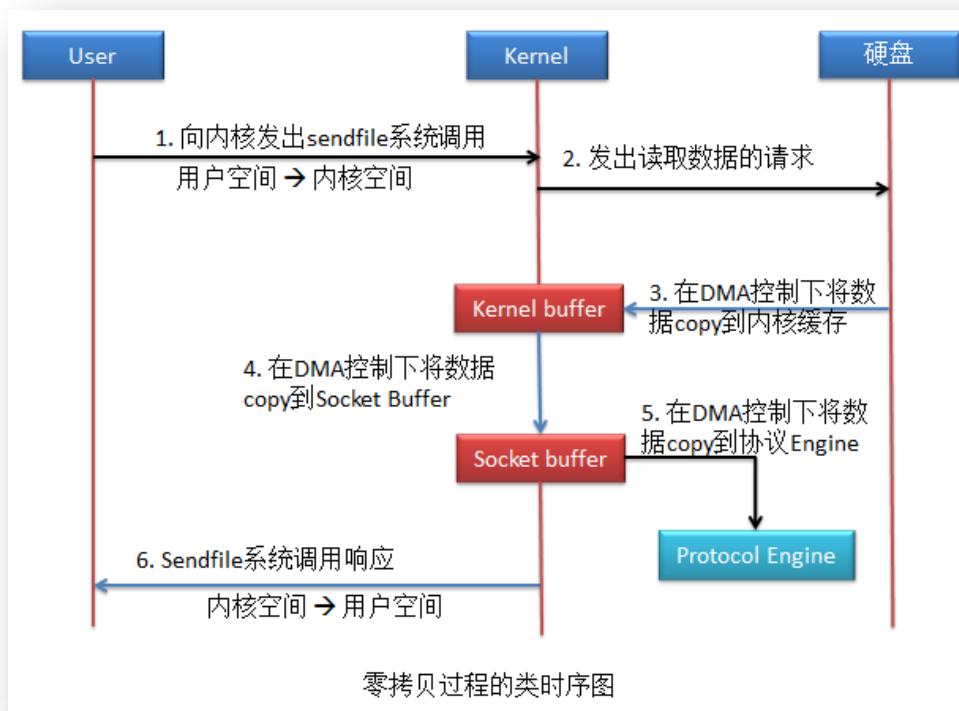 User
Kernel
硬盘
1. 向内核发出sendfile系统调用
用户空间 → 内核空间
2. 发出读取数据的请求
3. 在DMA控制下将数
据copy到内核缓存
Kernel buffer
4. 在DMA控制下将数据
copy到Socket Buffer
5. 在DMA控制下将数
据copy到协议Engine
Socket buffer
Protocol Engine
6. Sendfile系统调用响应
内核空间 → 用户空间
零拷贝过程的类时序图